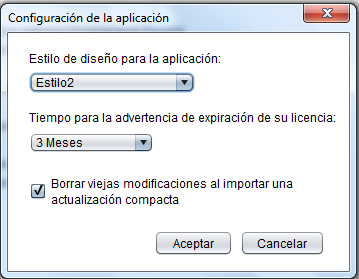 Configuración de la aplicación
Estilo de diseño para la aplicación:
Estilo2
Tiempo para la advertencia de expiración de su licencia:
3 Meses
Borrar viejas modificaciones al importar una
actualización compacta
Aceptar
Cancelar